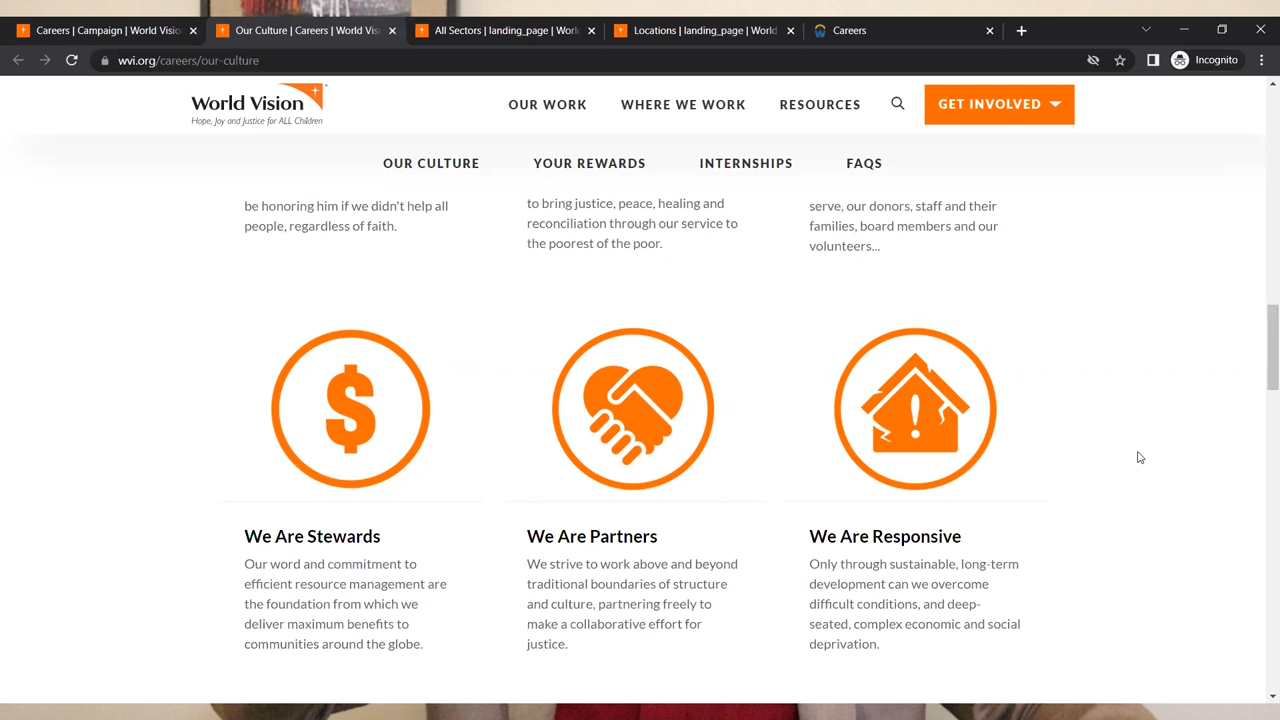 Careers | Campaign | World Visio
Our Culture | Careers | World Visi
All Sectors | landing_page | World
Locations | landing_page | World
Careers
wvi.org/careers/our-culture
Incognito
World Vision
Hope, Joy and Justice for ALL Children
OUR WORK
WHERE WE WORK
RESOURCES
GET INVOLVED
OUR CULTURE
YOUR REWARDS
INTERNSHIPS
FAQS
be honoring him if we didn't help all
people, regardless of faith.
to bring justice, peace, healing and
reconciliation through our service to
the poorest of the poor.
serve, our donors, staff and their
families, board members and our
volunteers...
$
!
We Are Stewards
Our word and commitment to
efficient resource management are
the foundation from which we
deliver maximum benefits to
communities around the globe.
We Are Partners
We strive to work above and beyond
traditional boundaries of structure
and culture, partnering freely to
make a collaborative effort for
justice.
We Are Responsive
Only through sustainable, long-term
development can we overcome
difficult conditions, and deep-
seated, complex economic and social
deprivation.